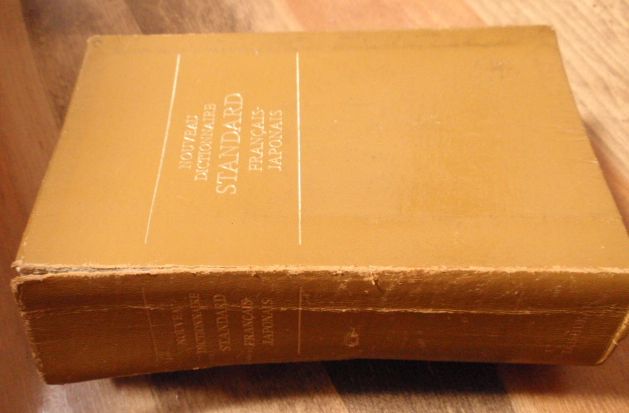 NOUVEAU
DICTIONNAIRE
STANDARD
FRANÇAIS-
JAPONAIS
NOUVEAU
DICTIONNAIRE
STANDARD
FRANÇAIS-
JAPONAIS